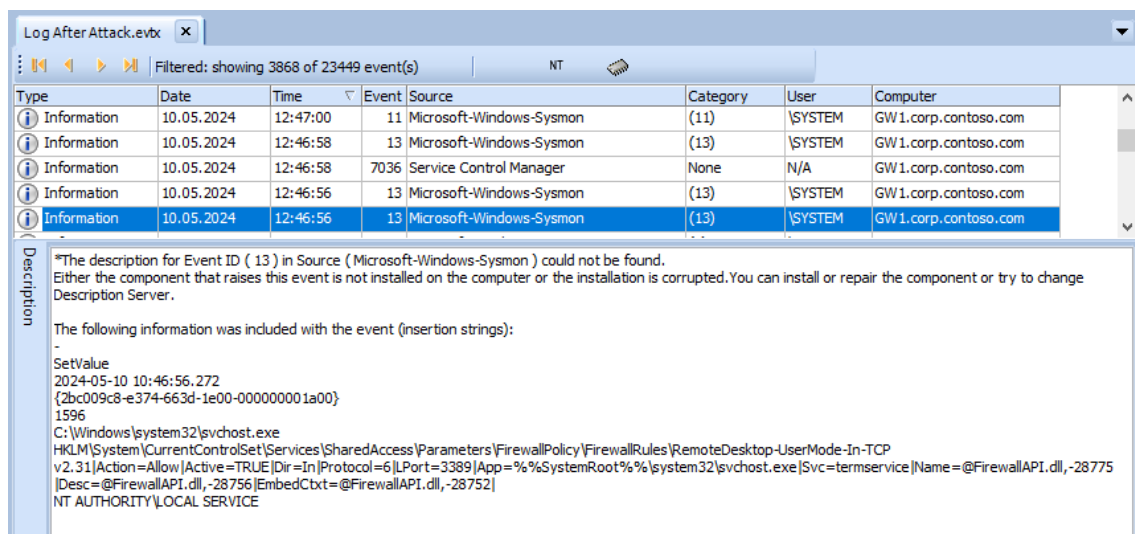 Log After Attack.evtx
Filtered: showing 3868 of 23449 event(s) NT
Type Date Time Event Source Category User Computer
Information 10.05.2024 12:47:00 11 Microsoft-Windows-Sysmon (11) \SYSTEM GW1.corp.contoso.com
Information 10.05.2024 12:46:58 13 Microsoft-Windows-Sysmon (13) \SYSTEM GW1.corp.contoso.com
Information 10.05.2024 12:46:58 7036 Service Control Manager None N/A GW1.corp.contoso.com
Information 10.05.2024 12:46:56 13 Microsoft-Windows-Sysmon (13) \SYSTEM GW1.corp.contoso.com
Information 10.05.2024 12:46:56 13 Microsoft-Windows-Sysmon (13) \SYSTEM GW1.corp.contoso.com
Description
*The description for Event ID ( 13 ) in Source ( Microsoft-Windows-Sysmon ) could not be found.
Either the component that raises this event is not installed on the computer or the installation is corrupted.You can install or repair the component or try to change
Description Server.
The following information was included with the event (insertion strings):
-
SetValue
2024-05-10 10:46:56.272
{2bc009c8-e374-663d-1e00-000000001a00}
1596
C:\Windows\system32\svchost.exe
HKLM\System\CurrentControlSet\Services\SharedAccess\Parameters\FirewallPolicy\FirewallRules\RemoteDesktop-UserMode-In-TCP
v2.31|Action=Allow|Active=TRUE|Dir=In|Protocol=6|LPort=3389|App=%%SystemRoot%%\system32\svchost.exe|Svc=termservice|Name=@FirewallAPI.dll,-28775
|Desc=@FirewallAPI.dll,-28756|EmbedCtxt=@FirewallAPI.dll,-28752|
NT AUTHORITY\LOCAL SERVICE